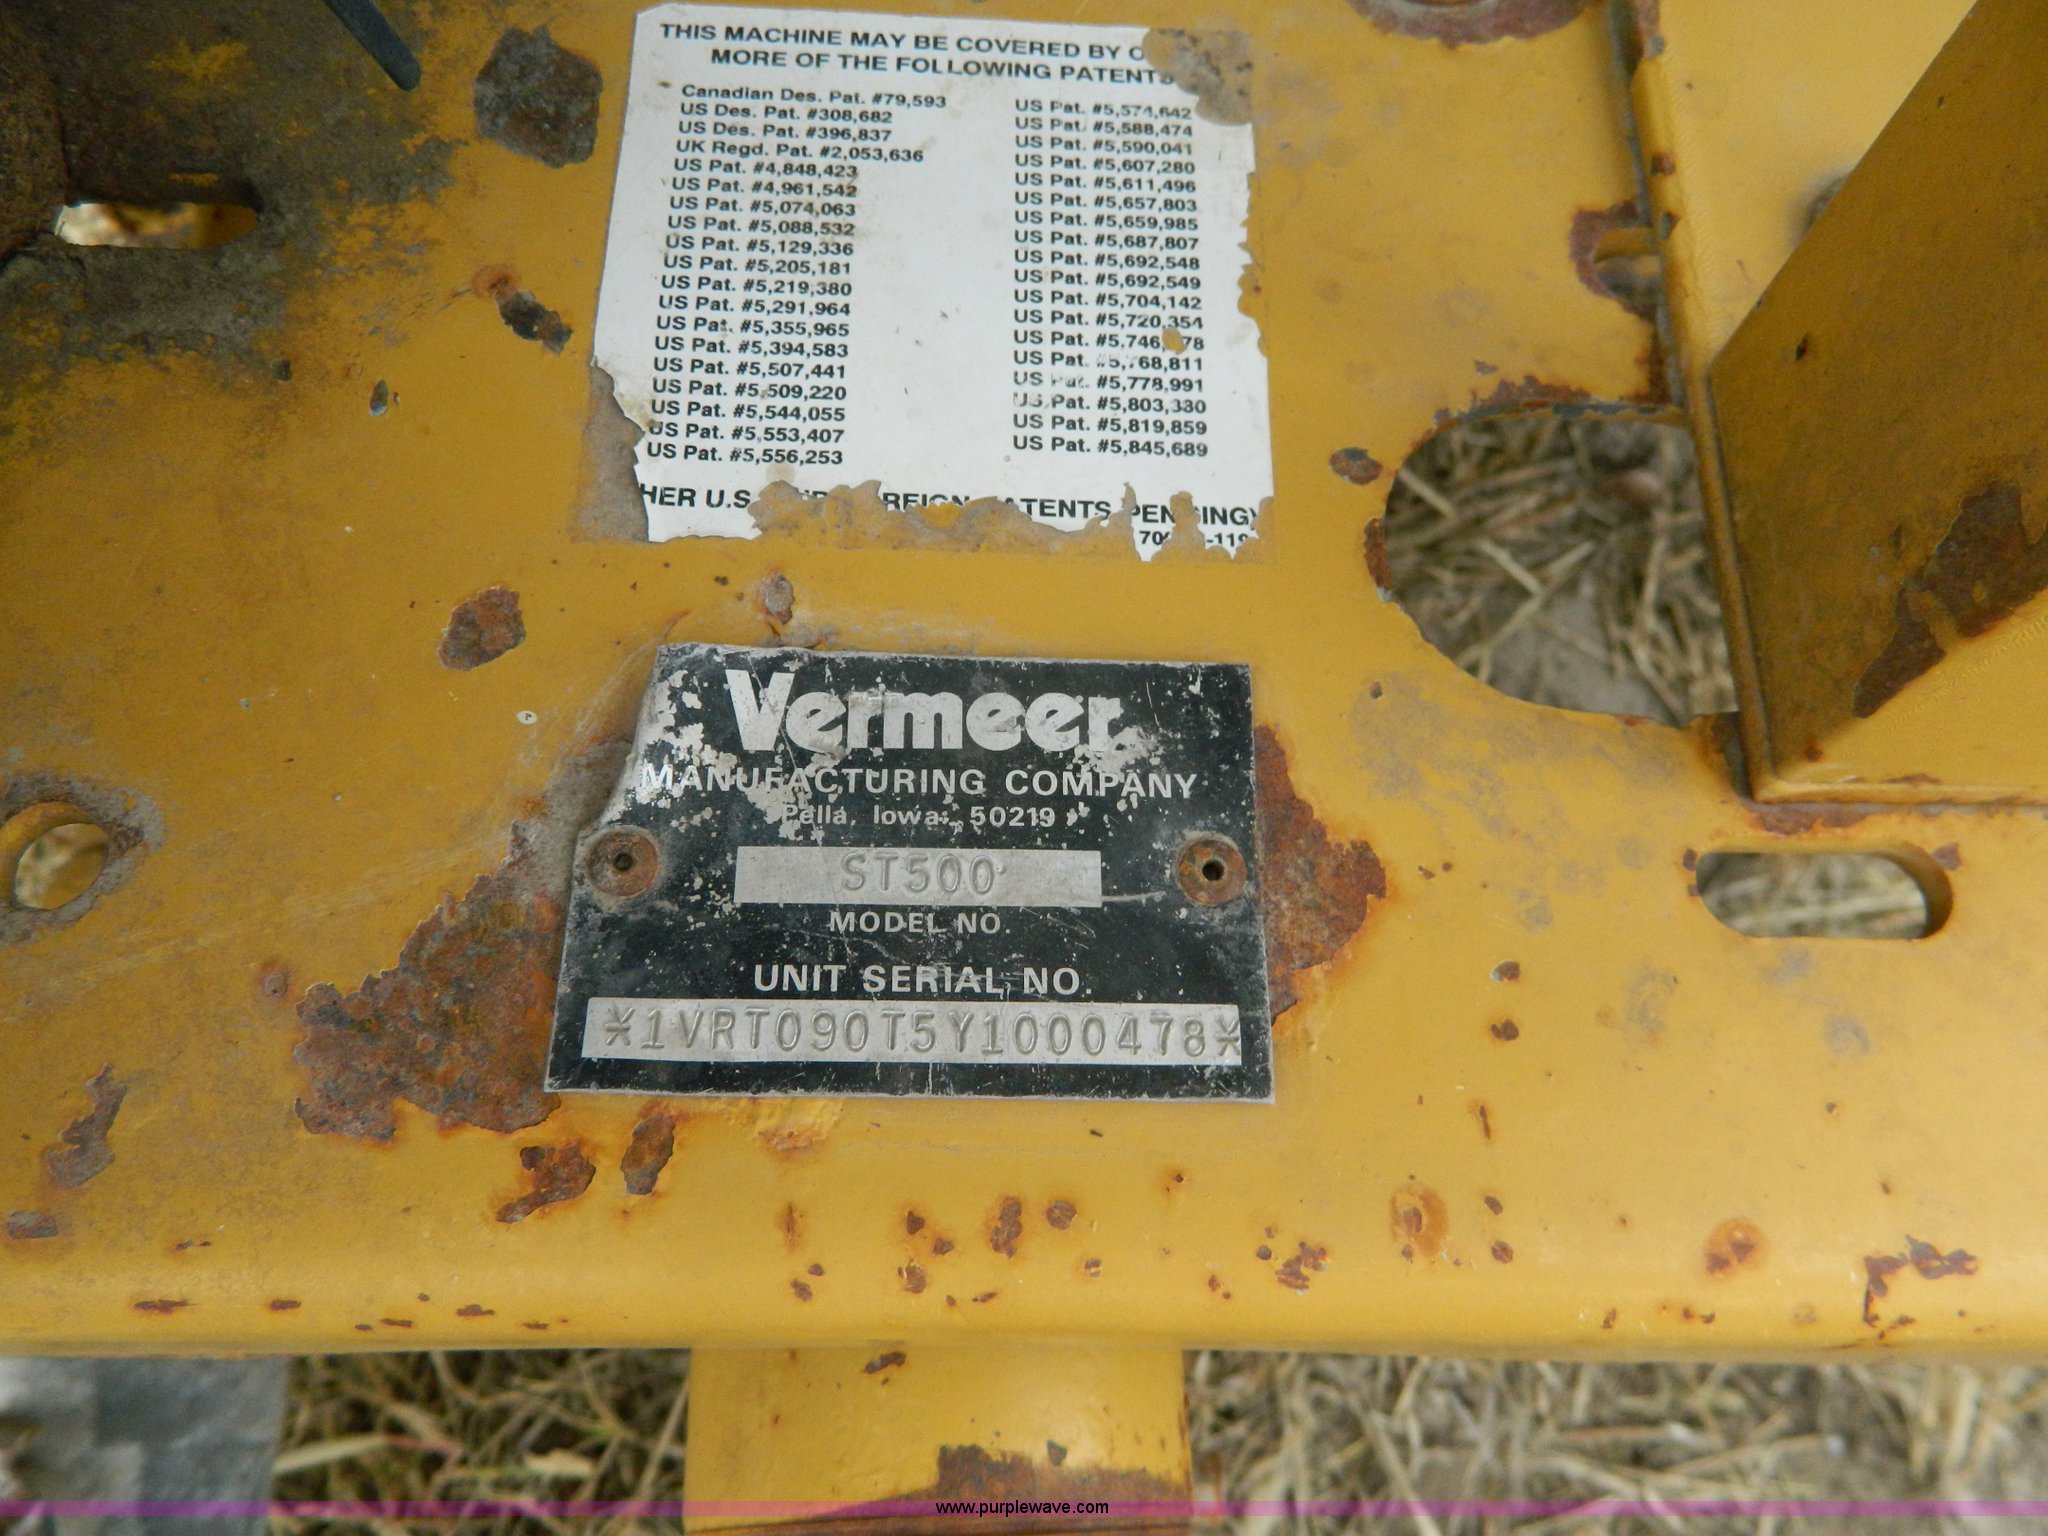 THIS MACHINE MAY BE COVERED BY
MORE OF THE FOLLOWING PATENTS
Canadian Des. Pat. #79,593
US Des. Pat. #308,682
US Des. Pat. #396,837
UK Regd. Pat. #2,053,636
US Pat. #4,848,423
US Pat. #4,961,542
US Pat. #5,074,063
US Pat. #5,088,532
US Pat. #5,129,336
US Pat. #5,205,181
US Pat. #5,219,380
US Pat. #5,291,964
US Pat. #5,355,965
US Pat. #5,394,583
US Pat. #5,507,441
US Pat. #5,509,220
US Pat. #5,544,055
US Pat. #5,553,407
US Pat. #5,556,253
US Pat. #5,574,642
US Pat. #5,588,474
US Pat. #5,590,041
US Pat. #5,607,280
US Pat. #5,611,496
US Pat. #5,657,803
US Pat. #5,659,985
US Pat. #5,687,807
US Pat. #5,692,548
US Pat. #5,692,549
US Pat. #5,704,142
US Pat. #5,720,354
US Pat.
US Pat. #5,768,811
US Pat. #5,778,991
US Pat. #5,803,330
US Pat. #5,819,859
US Pat. #5,845,689
HER U.S. PENDING)
Vermeer
MANUFACTURING COMPANY
Pella, Iowa 50219
ST500
MODEL NO.
UNIT SERIAL NO.
*1VRT090T5Y1000478*
www.purplewave.com